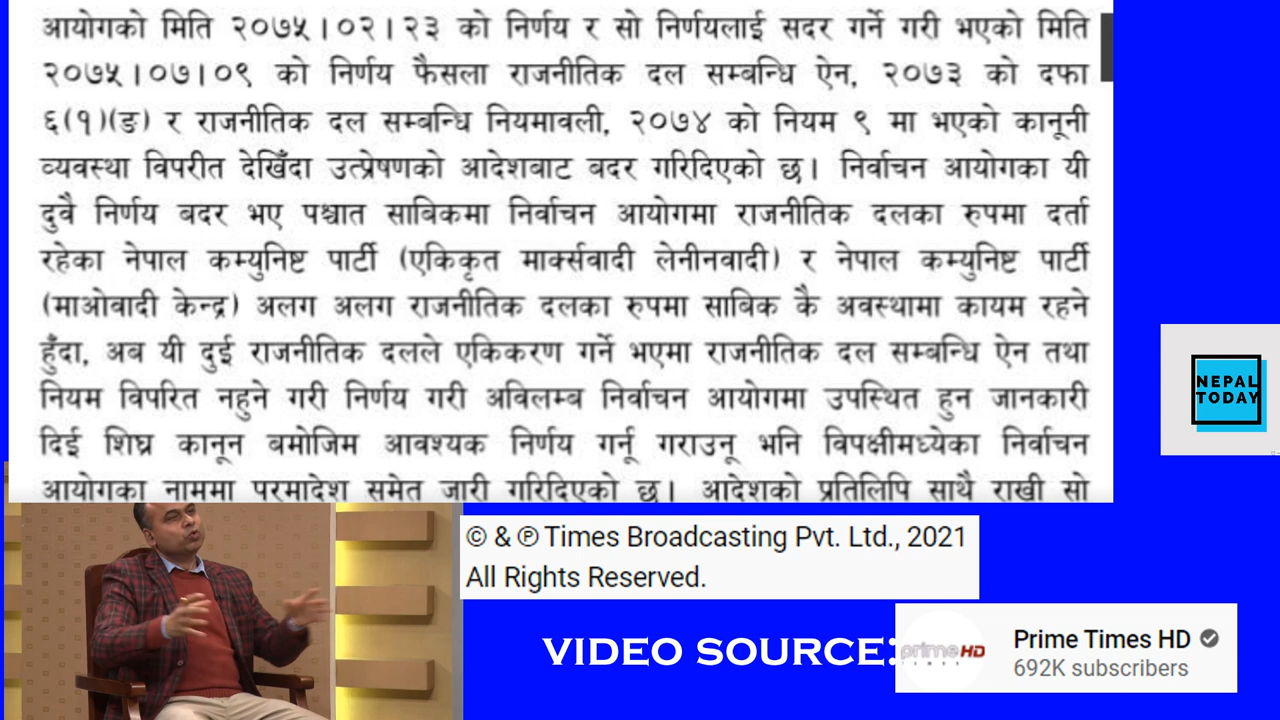 आयोगको मिति २०७५।०२।२३ को निर्णय र सो निर्णयलाई सदर गर्ने गरी भएको मिति
२०७५।०७।०९ को निर्णय फैसला राजनीतिक दल सम्बन्धि ऐन, २०७३ को दफा
६(१)(ङ) र राजनीतिक दल सम्बन्धि नियमावली, २०७४ को नियम ९ मा भएको कानूनी
व्यवस्था विपरीत देखिँदा उत्प्रेषणको आदेशबाट बदर गरिदिएको छ। निर्वाचन आयोगका यी
दुवै निर्णय बदर भए पश्चात साबिकमा निर्वाचन आयोगमा राजनीतिक दलका रुपमा दर्ता
रहेका नेपाल कम्युनिष्ट पार्टी (एकिकृत मार्क्सवादी लेनीनवादी) र नेपाल कम्युनिष्ट पार्टी
(माओवादी केन्द्र) अलग अलग राजनीतिक दलका रुपमा साबिक कै अवस्थामा कायम रहने
हुँदा, अब यी दुई राजनीतिक दलले एकिकरण गर्ने भएमा राजनीतिक दल सम्बन्धि ऐन तथा
नियम विपरित नहुने गरी निर्णय गरी अविलम्ब निर्वाचन आयोगमा उपस्थित हुन जानकारी
दिई शिघ्र कानून बमोजिम आवश्यक निर्णय गर्नू गराउनू भनि विपक्षीमध्येका निर्वाचन
आयोगका नाममा परमादेश समेत जारी गरिदिएको छ। आदेशको प्रतिलिपि साथै राखी सो
NEPAL
TODAY
© & ℗ Times Broadcasting Pvt. Ltd., 2021
All Rights Reserved.
VIDEO SOURCE:
prime HD
TIMES
Prime Times HD
692K subscribers